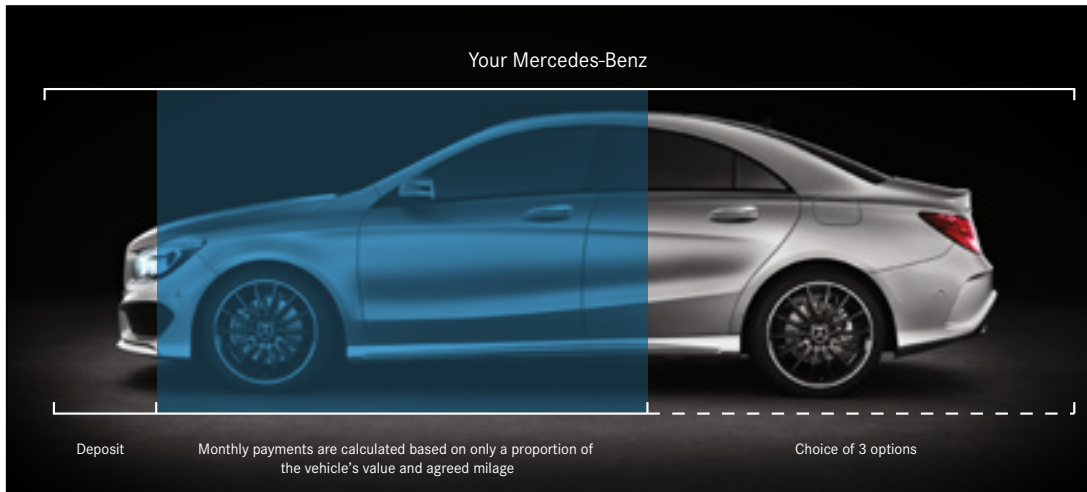 Your Mercedes-Benz
Deposit
Monthly payments are calculated based on only a proportion of
the vehicle's value and agreed milage
Choice of 3 options